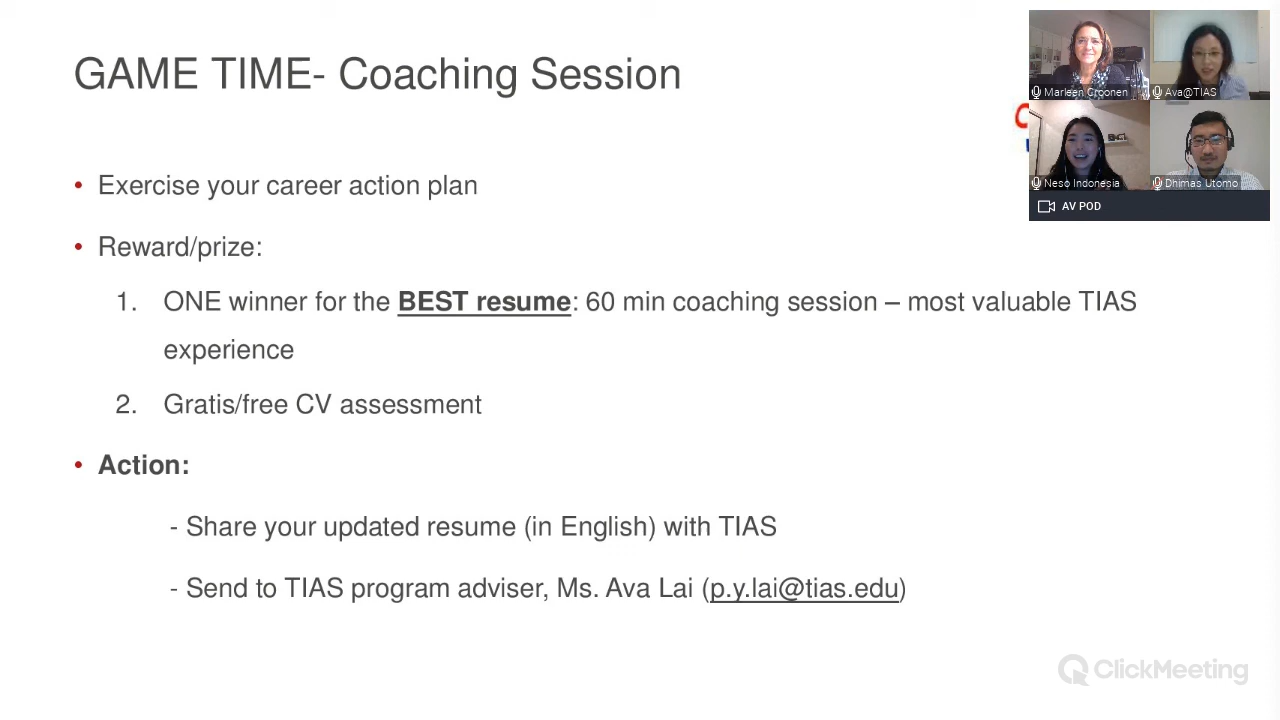 GAME TIME- Coaching Session
Marleen Croonen
Ava@TIAS
Neso Indonesia
Dhimas Utomo
AV POD
• Exercise your career action plan
• Reward/prize:
1. ONE winner for the BEST resume: 60 min coaching session – most valuable TIAS
experience
2. Gratis/free CV assessment
• Action:
- Share your updated resume (in English) with TIAS
- Send to TIAS program adviser, Ms. Ava Lai (p.y.lai@tias.edu)
ClickMeeting